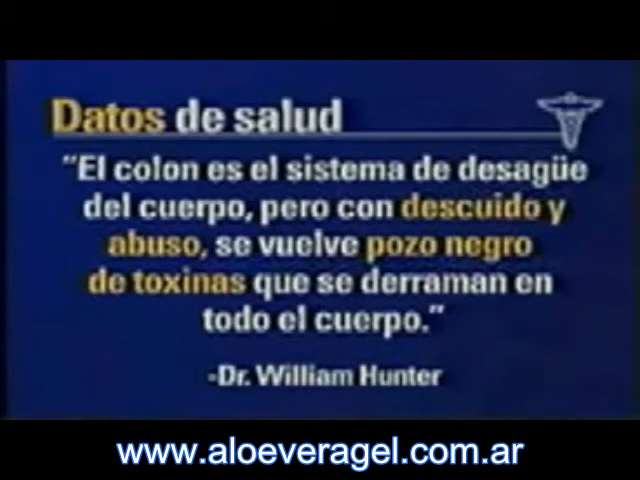 Datos de salud
"El colon es el sistema de desagüe
del cuerpo, pero con descuido y
abuso, se vuelve pozo negro
de toxinas que se derraman en
todo el cuerpo."
-Dr. William Hunter
www.aloeveragel.com.ar